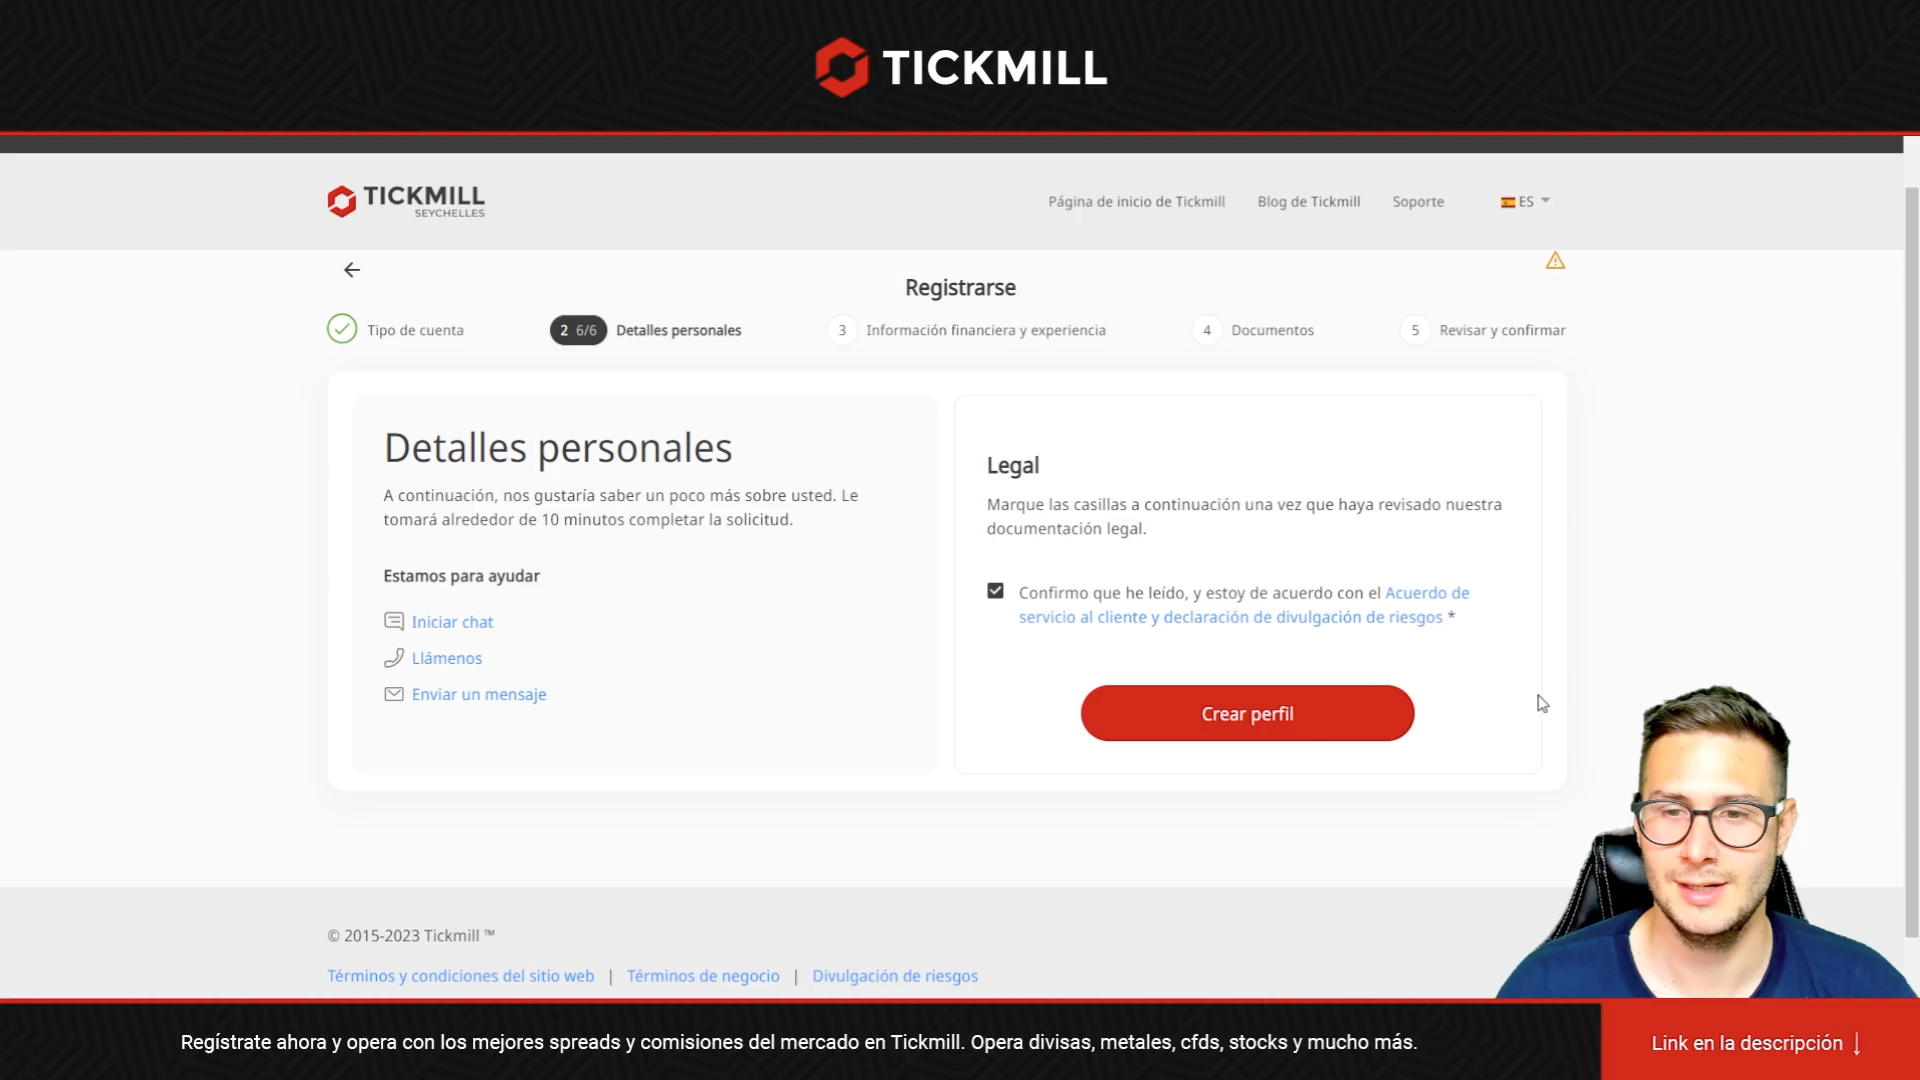 TICKMILL
TICKMILL
SEYCHELLES
Página de inicio de Tickmill
Blog de Tickmill
Soporte
ES
Registrarse
Tipo de cuenta
2 6/6 Detalles personales
3 Información financiera y experiencia
4 Documentos
5 Revisar y confirmar
Detalles personales
A continuación, nos gustaría saber un poco más sobre usted. Le
tomará alrededor de 10 minutos completar la solicitud.
Estamos para ayudar
Iniciar chat
Llámenos
Enviar un mensaje
Legal
Marque las casillas a continuación una vez que haya revisado nuestra
documentación legal.
Confirmo que he leído, y estoy de acuerdo con el Acuerdo de
servicio al cliente y declaración de divulgación de riesgos *
Crear perfil
© 2015-2023 Tickmill ™
Términos y condiciones del sitio web | Términos de negocio | Divulgación de riesgos
Regístrate ahora y opera con los mejores spreads y comisiones del mercado en Tickmill. Opera divisas, metales, cfds, stocks y mucho más.
Link en la descripción ↓